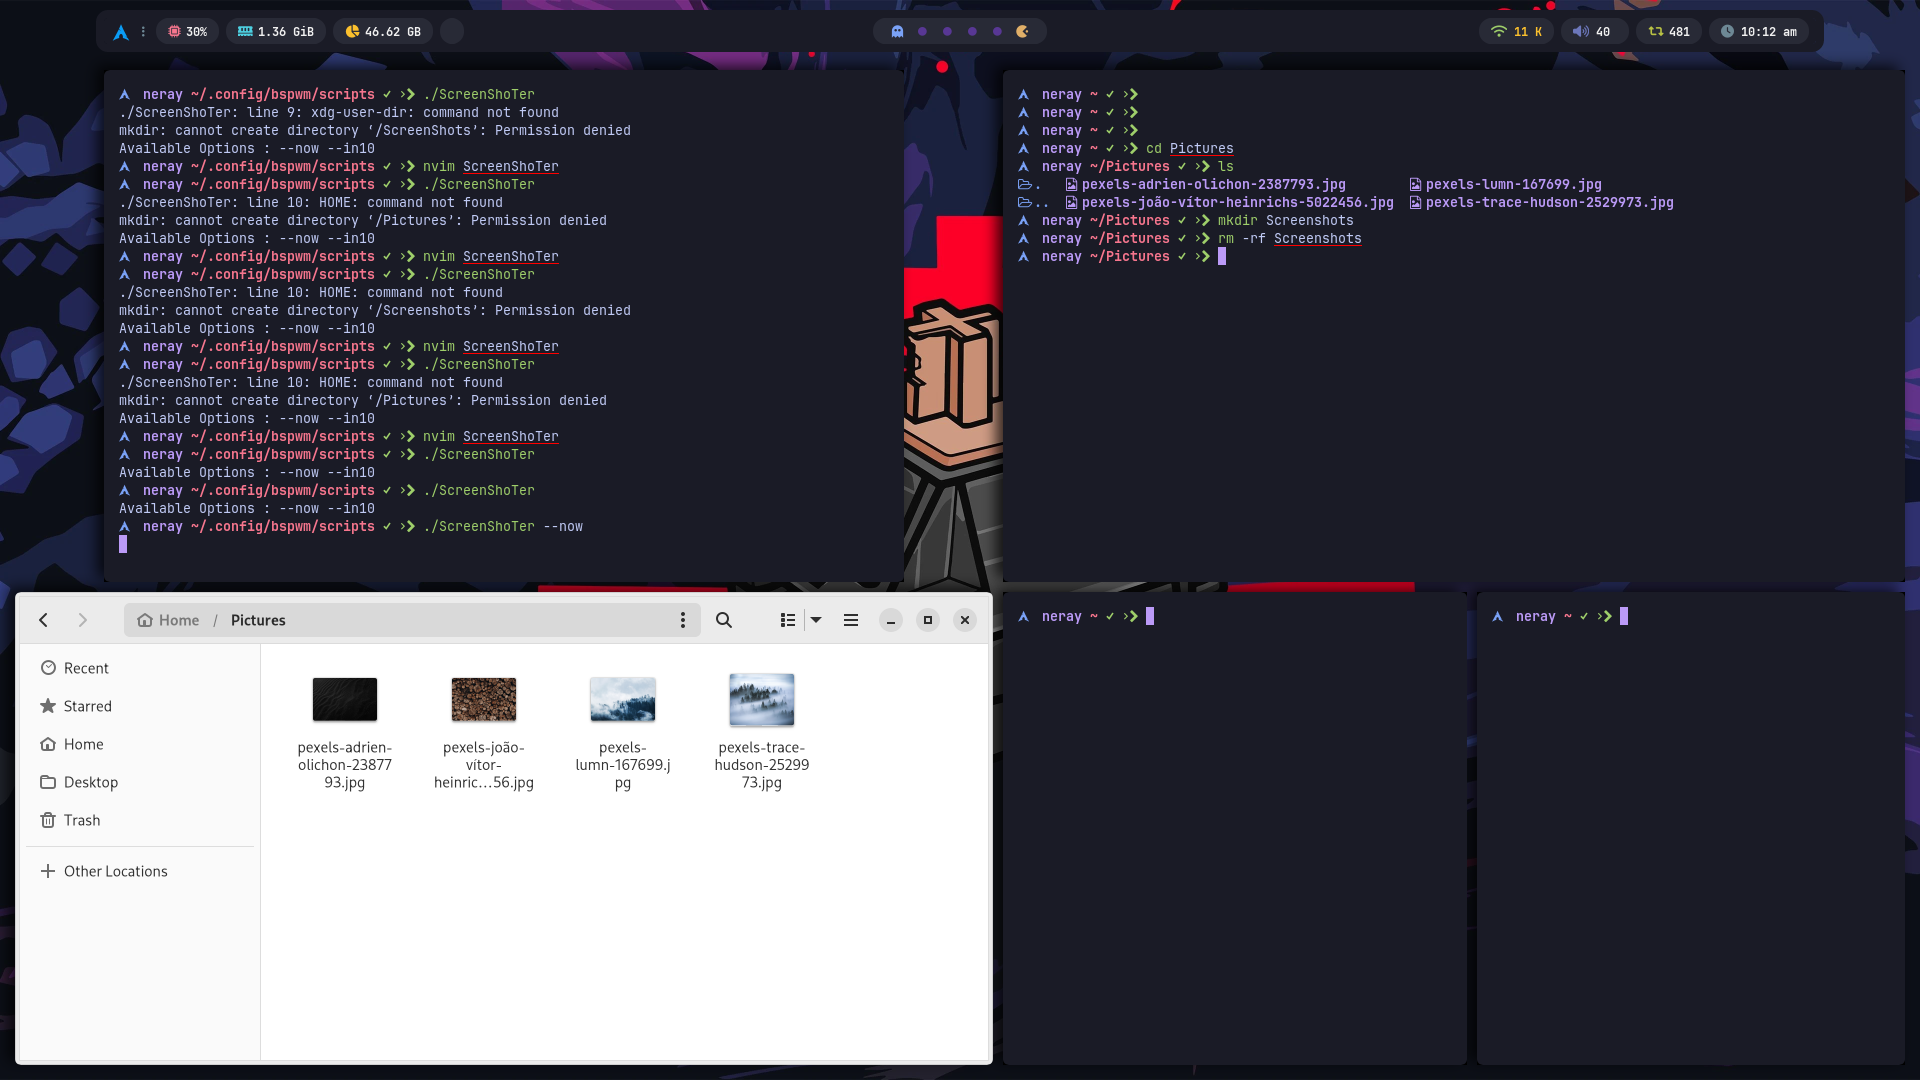 30%
1.36 GiB
46.62 GB
11 K
40
481
10:12 am
neray ~/.config/bspwm/scripts ✓ ›❯ ./ScreenShoTer
./ScreenShoTer: line 9: xdg-user-dir: command not found
mkdir: cannot create directory ‘/ScreenShots’: Permission denied
Available Options : --now --in10
neray ~/.config/bspwm/scripts ✓ ›❯ nvim ScreenShoTer
neray ~/.config/bspwm/scripts ✓ ›❯ ./ScreenShoTer
./ScreenShoTer: line 10: HOME: command not found
mkdir: cannot create directory ‘/Pictures’: Permission denied
Available Options : --now --in10
neray ~/.config/bspwm/scripts ✓ ›❯ nvim ScreenShoTer
neray ~/.config/bspwm/scripts ✓ ›❯ ./ScreenShoTer
./ScreenShoTer: line 10: HOME: command not found
mkdir: cannot create directory ‘/Screenshots’: Permission denied
Available Options : --now --in10
neray ~/.config/bspwm/scripts ✓ ›❯ nvim ScreenShoTer
neray ~/.config/bspwm/scripts ✓ ›❯ ./ScreenShoTer
./ScreenShoTer: line 10: HOME: command not found
mkdir: cannot create directory ‘/Pictures’: Permission denied
Available Options : --now --in10
neray ~/.config/bspwm/scripts ✓ ›❯ nvim ScreenShoTer
neray ~/.config/bspwm/scripts ✓ ›❯ ./ScreenShoTer
Available Options : --now --in10
neray ~/.config/bspwm/scripts ✓ ›❯ ./ScreenShoTer
Available Options : --now --in10
neray ~/.config/bspwm/scripts ✓ ›❯ ./ScreenShoTer --now
neray ~ ✓ ›❯
neray ~ ✓ ›❯
neray ~ ✓ ›❯
neray ~ ✓ ›❯ cd Pictures
neray ~/Pictures ✓ ›❯ ls
. pexels-adrien-olichon-2387793.jpg pexels-lumn-167699.jpg
.. pexels-joão-vítor-heinrichs-5022456.jpg pexels-trace-hudson-2529973.jpg
neray ~/Pictures ✓ ›❯ mkdir Screenshots
neray ~/Pictures ✓ ›❯ rm -rf Screenshots
neray ~/Pictures ✓ ›❯
Home / Pictures
Recent
Starred
Home
Desktop
Trash
Other Locations
pexels-adrien-
olichon-23877
93.jpg
pexels-joão-
vítor-
heinric…56.jpg
pexels-
lumn-167699.j
pg
pexels-trace-
hudson-25299
73.jpg
neray ~ ✓ ›❯
neray ~ ✓ ›❯